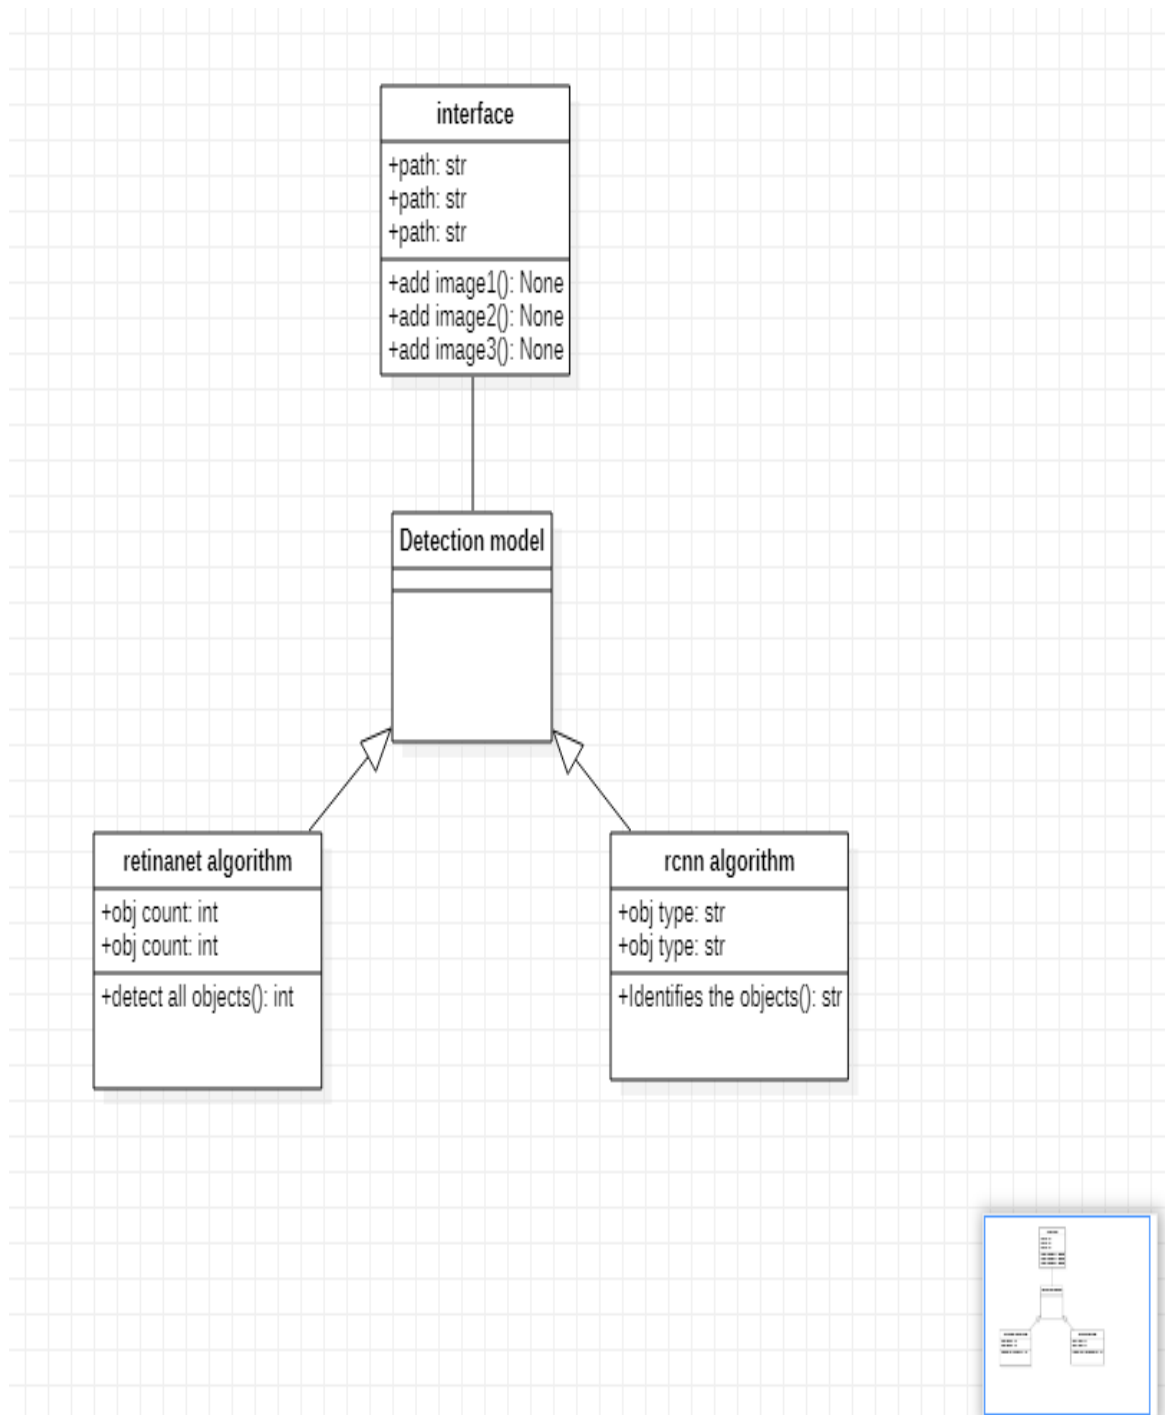 interface
+path: str
+path: str
+path: str
+add image1(): None
+add image2(): None
+add image3(): None
Detection model
retinanet algorithm
+obj count: int
+obj count: int
+detect all objects(): int
rcnn algorithm
+obj type: str
+obj type: str
+Identifies the objects(): str